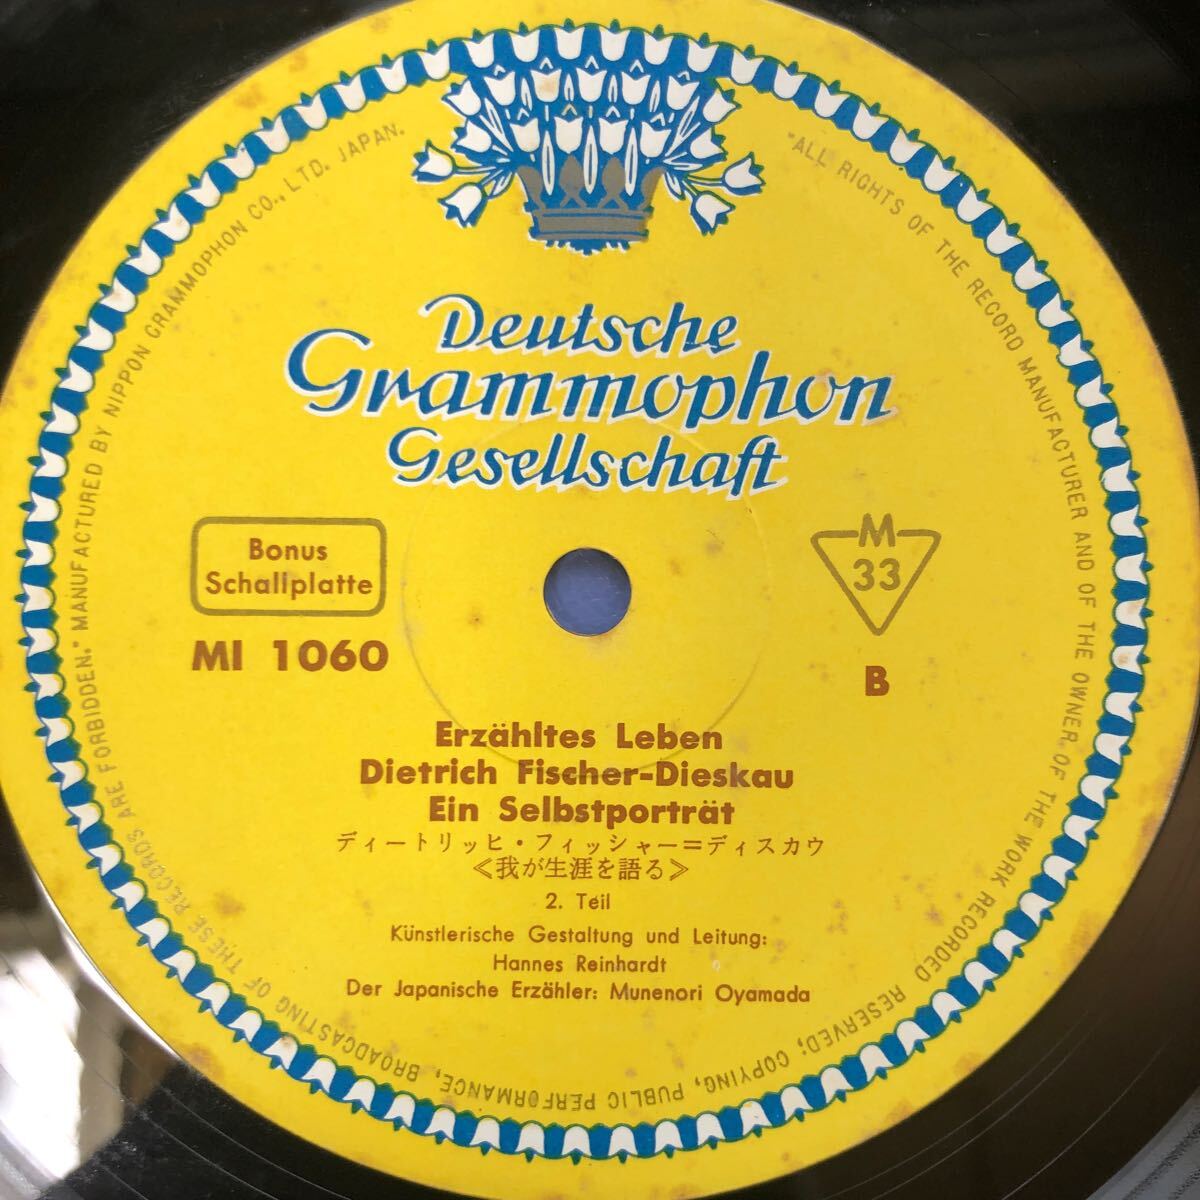 Deutsche
Grammophon
Gesellschaft
Bonus
Schallplatte
MI 1060
M
33
B
Erzähltes Leben
Dietrich Fischer-Dieskau
Ein Selbstporträt
ディートリッヒ・フィッシャー=ディスカウ
≪我が生涯を語る≫
2. Teil
Künstlerische Gestaltung und Leitung:
Hannes Reinhardt
Der Japanische Erzähler: Munenori Oyamada
"ALL RIGHTS OF THE RECORD MANUFACTURER AND OF THE OWNER OF THE WORK RECORDED RESERVED; COPYING, PUBLIC PERFORMANCE, BROADCASTING OF THESE RECORDS ARE FORBIDDEN." MANUFACTURED BY NIPPON GRAMMOPHON CO., LTD. JAPAN.